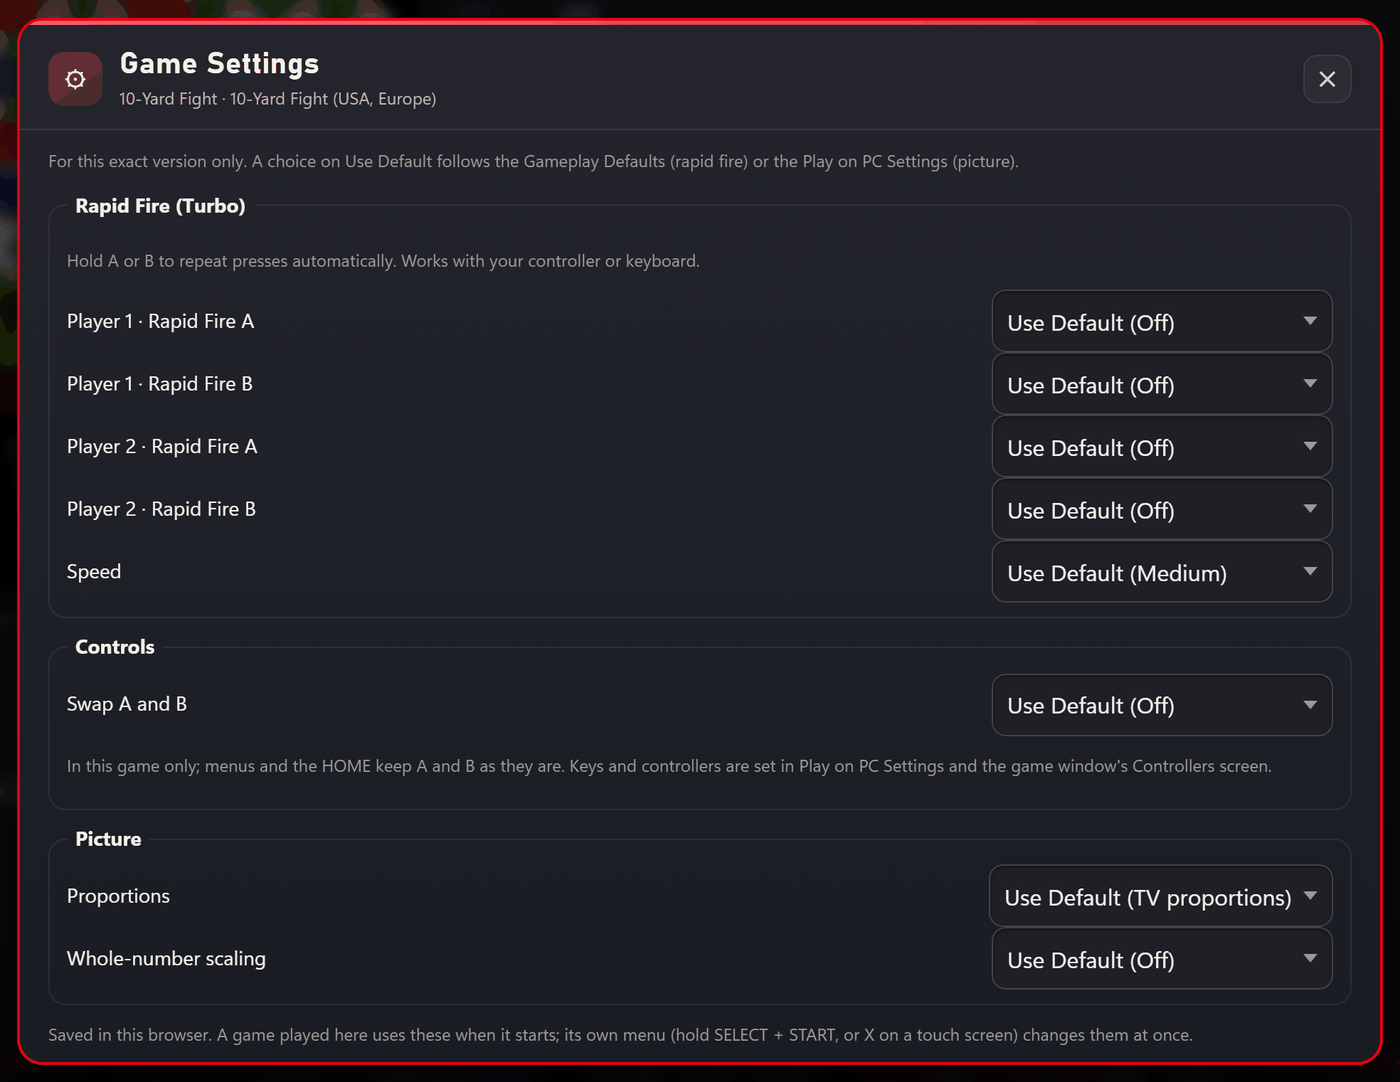 Game Settings
10-Yard Fight · 10-Yard Fight (USA, Europe)
For this exact version only. A choice on Use Default follows the Gameplay Defaults (rapid fire) or the Play on PC Settings (picture).
Rapid Fire (Turbo)
Hold A or B to repeat presses automatically. Works with your controller or keyboard.
Player 1 · Rapid Fire A
Use Default (Off)
Player 1 · Rapid Fire B
Use Default (Off)
Player 2 · Rapid Fire A
Use Default (Off)
Player 2 · Rapid Fire B
Use Default (Off)
Speed
Use Default (Medium)
Controls
Swap A and B
Use Default (Off)
In this game only; menus and the HOME keep A and B as they are. Keys and controllers are set in Play on PC Settings and the game window's Controllers screen.
Picture
Proportions
Use Default (TV proportions)
Whole-number scaling
Use Default (Off)
Saved in this browser. A game played here uses these when it starts; its own menu (hold SELECT + START, or X on a touch screen) changes them at once.